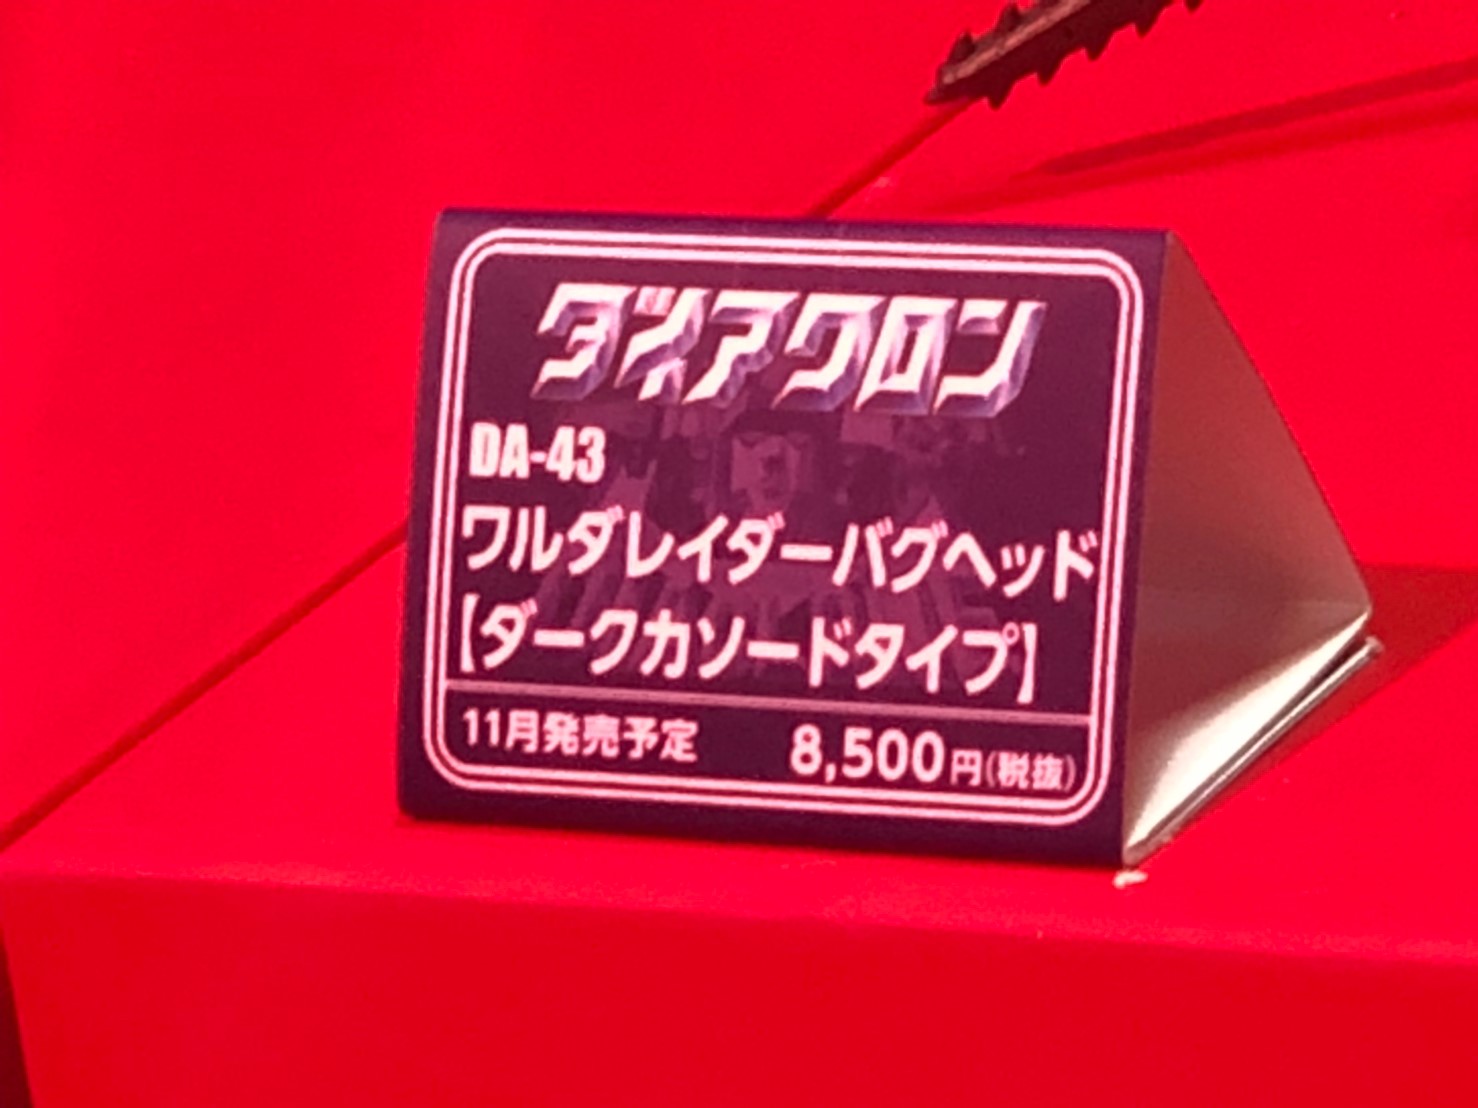 ダイアクロン
DA-43
ワルダレイダーバグヘッド
【ダークカソードタイプ】
11月発売予定 8,500円(税抜)